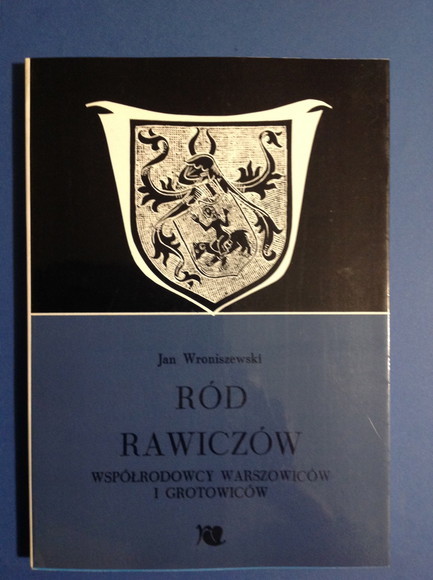 Jan Wroniszewski
RÓD
RAWICZÓW
WSPÓŁRODOWCY WARSZOWICÓW
I GROTOWICÓW